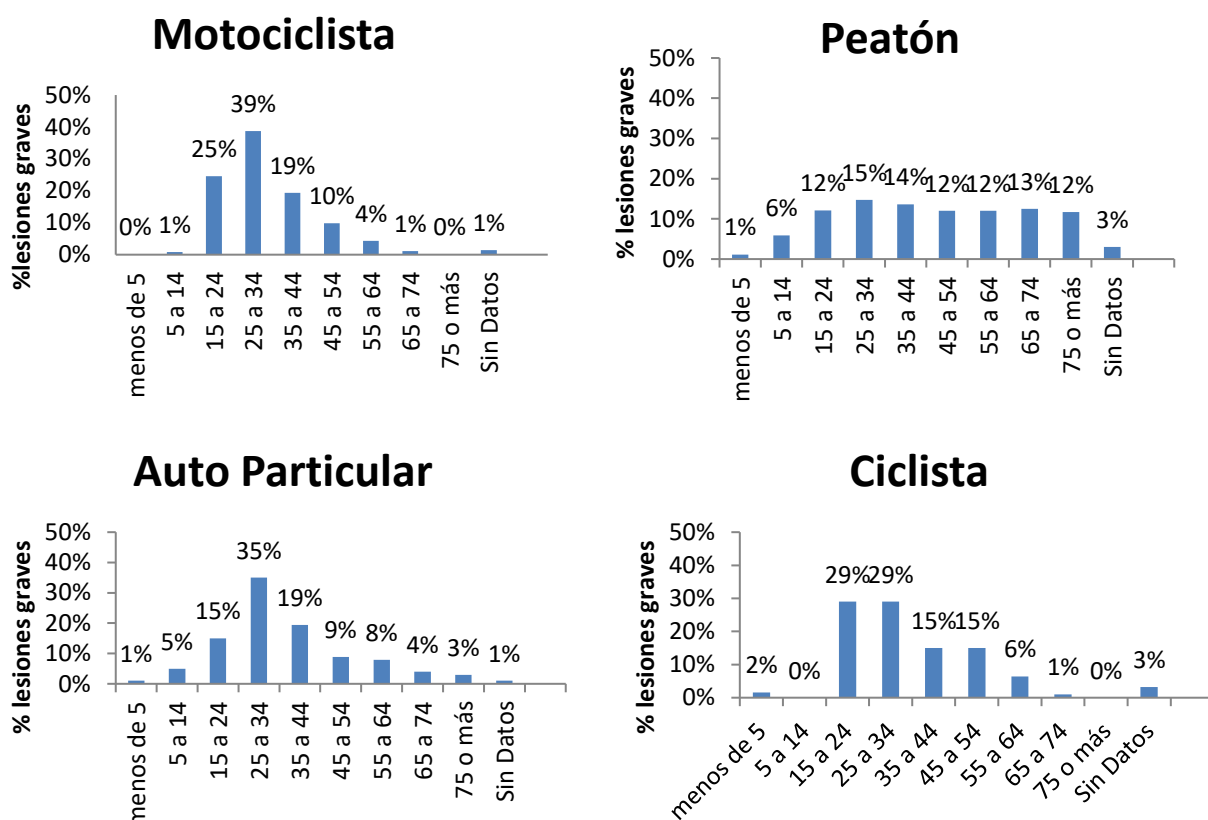 Motociclista
%lesiones graves
50%
40%
30%
20%
10%
0%
0%
1%
25%
39%
19%
10%
4%
1%
0%
1%
menos de 5
5 a 14
15 a 24
25 a 34
35 a 44
45 a 54
55 a 64
65 a 74
75 o más
Sin Datos
Peatón
% lesiones graves
50%
40%
30%
20%
10%
0%
1%
6%
12%
15%
14%
12%
12%
13%
12%
3%
menos de 5
5 a 14
15 a 24
25 a 34
35 a 44
45 a 54
55 a 64
65 a 74
75 o más
Sin Datos
Auto Particular
% lesiones graves
50%
40%
30%
20%
10%
0%
1%
5%
15%
35%
19%
9%
8%
4%
3%
1%
menos de 5
5 a 14
15 a 24
25 a 34
35 a 44
45 a 54
55 a 64
65 a 74
75 o más
Sin Datos
Ciclista
% lesiones graves
50%
40%
30%
20%
10%
0%
2%
0%
29%
29%
15%
15%
6%
1%
0%
3%
menos de 5
5 a 14
15 a 24
25 a 34
35 a 44
45 a 54
55 a 64
65 a 74
75 o más
Sin Datos